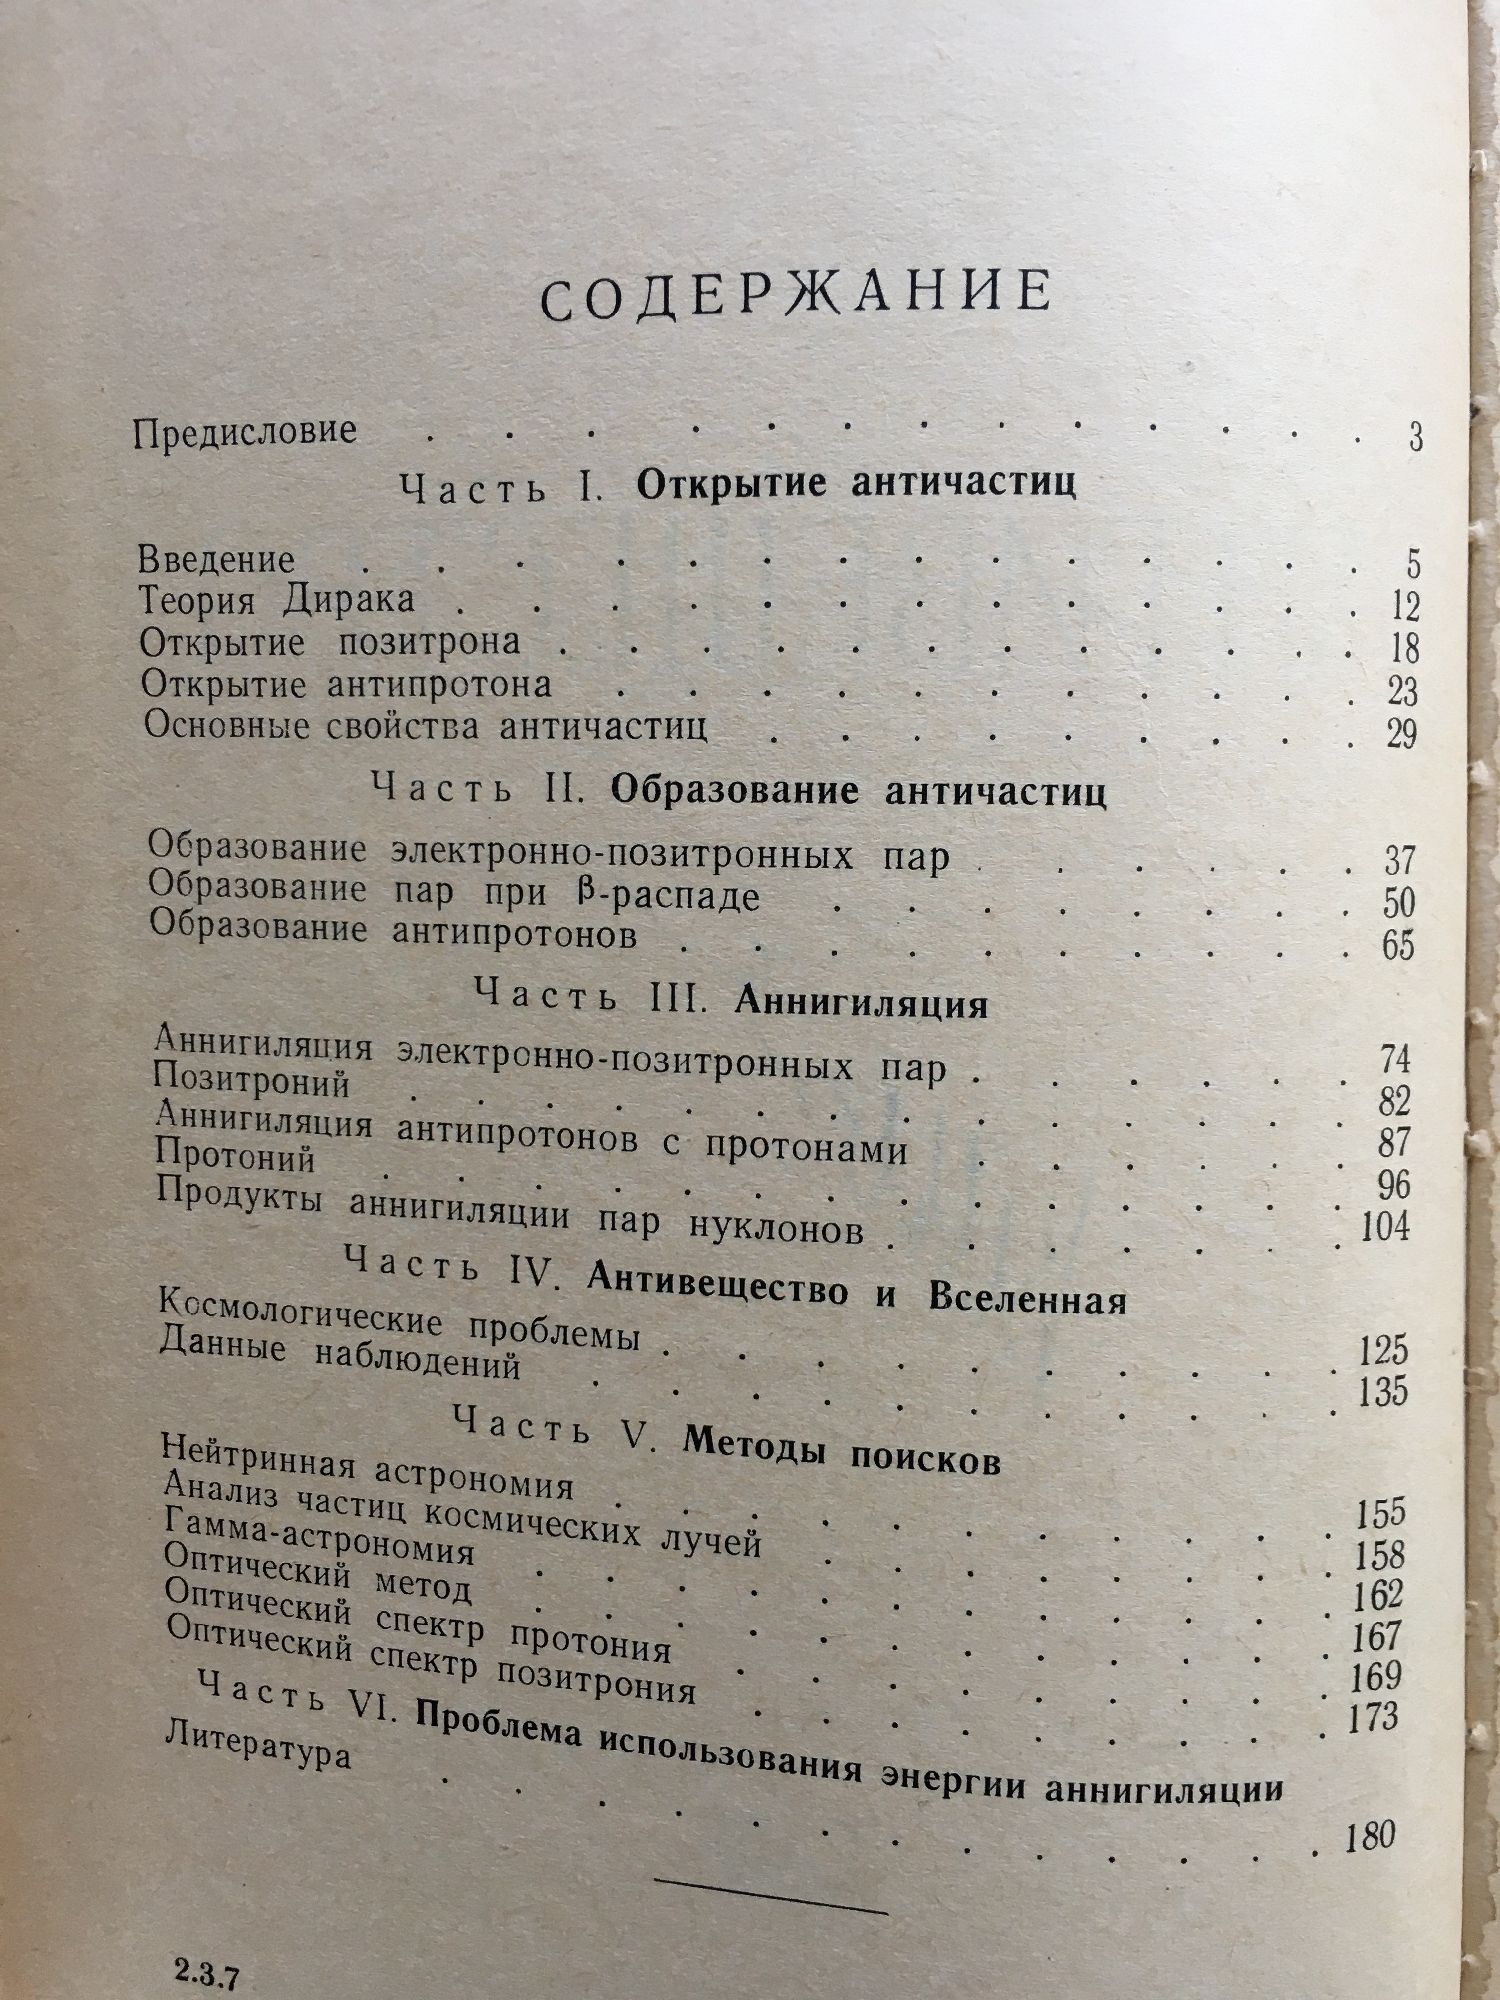 СОДЕРЖАНИЕ
Предисловие . . . . . . . . . . . . . 3
Часть I. Открытие античастиц
Введение . . . . . . . . . . . . . . 5
Теория Дирака . . . . . . . . . . . . . 12
Открытие позитрона . . . . . . . . . . . . 18
Открытие антипротона . . . . . . . . . . . 23
Основные свойства античастиц . . . . . . . . . 29
Часть II. Образование античастиц
Образование электронно-позитронных пар . . . . . . 37
Образование пар при β-распаде . . . . . . . . 50
Образование антипротонов . . . . . . . . . . 65
Часть III. Аннигиляция
Аннигиляция электронно-позитронных пар . . . . . . 74
Позитроний . . . . . . . . . . . . . . 82
Аннигиляция антипротонов с протонами . . . . . . 87
Протоний . . . . . . . . . . . . . . 96
Продукты аннигиляции пар нуклонов . . . . . . . 104
Часть IV. Антивещество и Вселенная
Космологические проблемы . . . . . . . . . . 125
Данные наблюдений . . . . . . . . . . . 135
Часть V. Методы поисков
Нейтринная астрономия . . . . . . . . . . . 155
Анализ частиц космических лучей . . . . . . . . 158
Гамма-астрономия . . . . . . . . . . . . 162
Оптический метод . . . . . . . . . . . . 167
Оптический спектр протония . . . . . . . . . 169
Оптический спектр позитрония . . . . . . . . . 173
Часть VI. Проблема использования энергии аннигиляции
Литература . . . . . . . . . . . . . 180
2.3.7